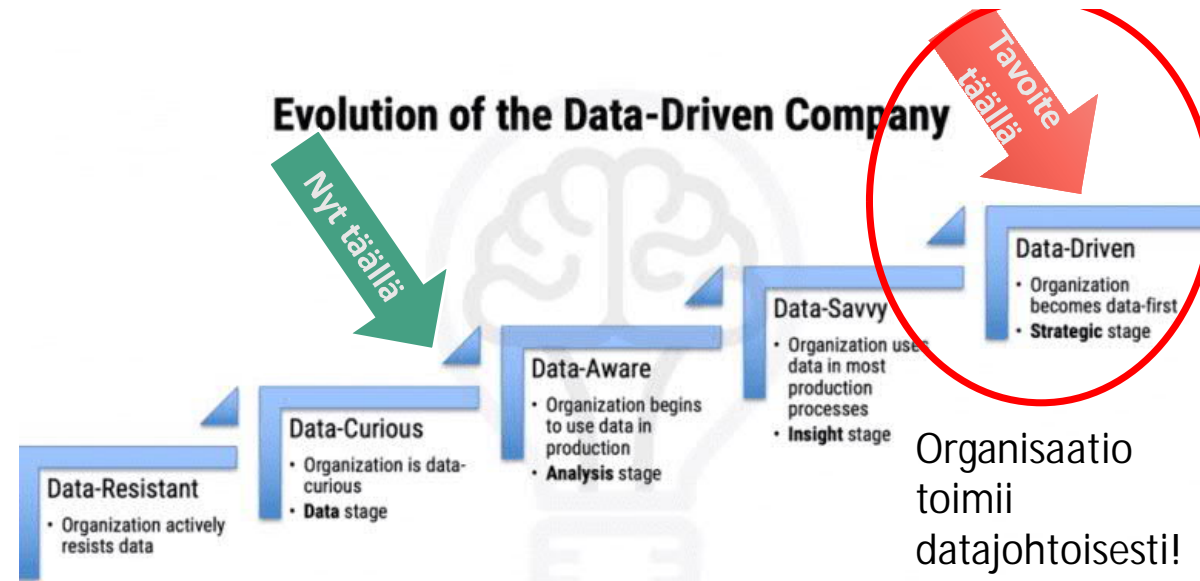 Evolution of the Data-Driven Company
Nyt täällä
Tavoite
täällä
Data-Resistant
• Organization actively
resists data
Data-Curious
• Organization is data-
curious
• Data stage
Data-Aware
• Organization begins
to use data in
production
• Analysis stage
Data-Savvy
• Organization uses
data in most
production
processes
• Insight stage
Data-Driven
• Organization
becomes data-first
• Strategic stage
Organisaatio
toimii
datajohtoisesti!